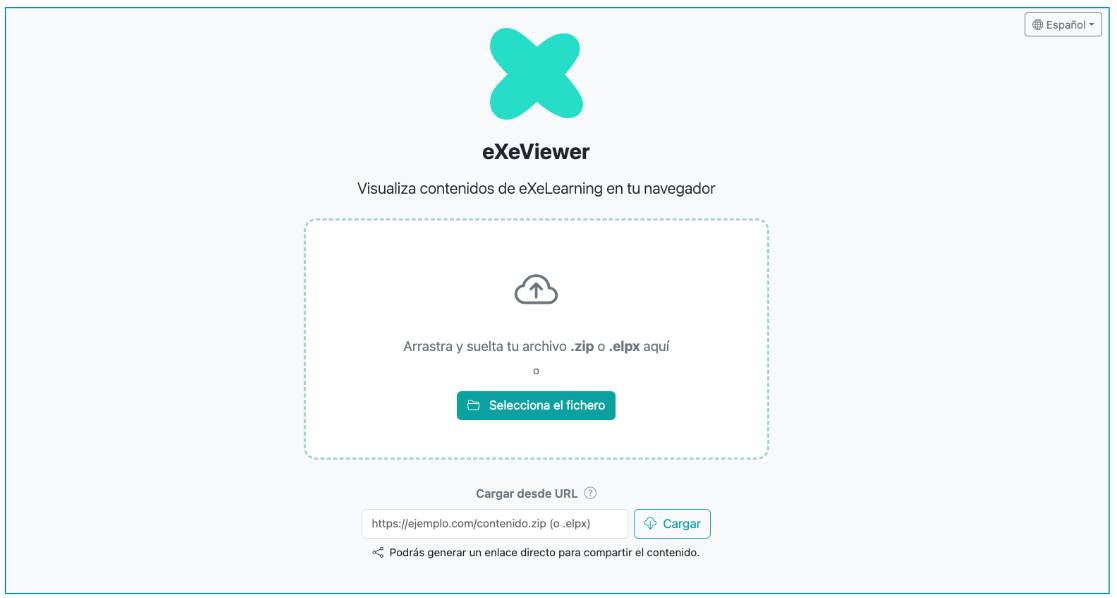 Español
eXeViewer
Visualiza contenidos de eXeLearning en tu navegador
Arrastra y suelta tu archivo .zip o .elpx aquí
o
Selecciona el fichero
Cargar desde URL ?
https://ejemplo.com/contenido.zip (o .elpx)
Cargar
Podrás generar un enlace directo para compartir el contenido.